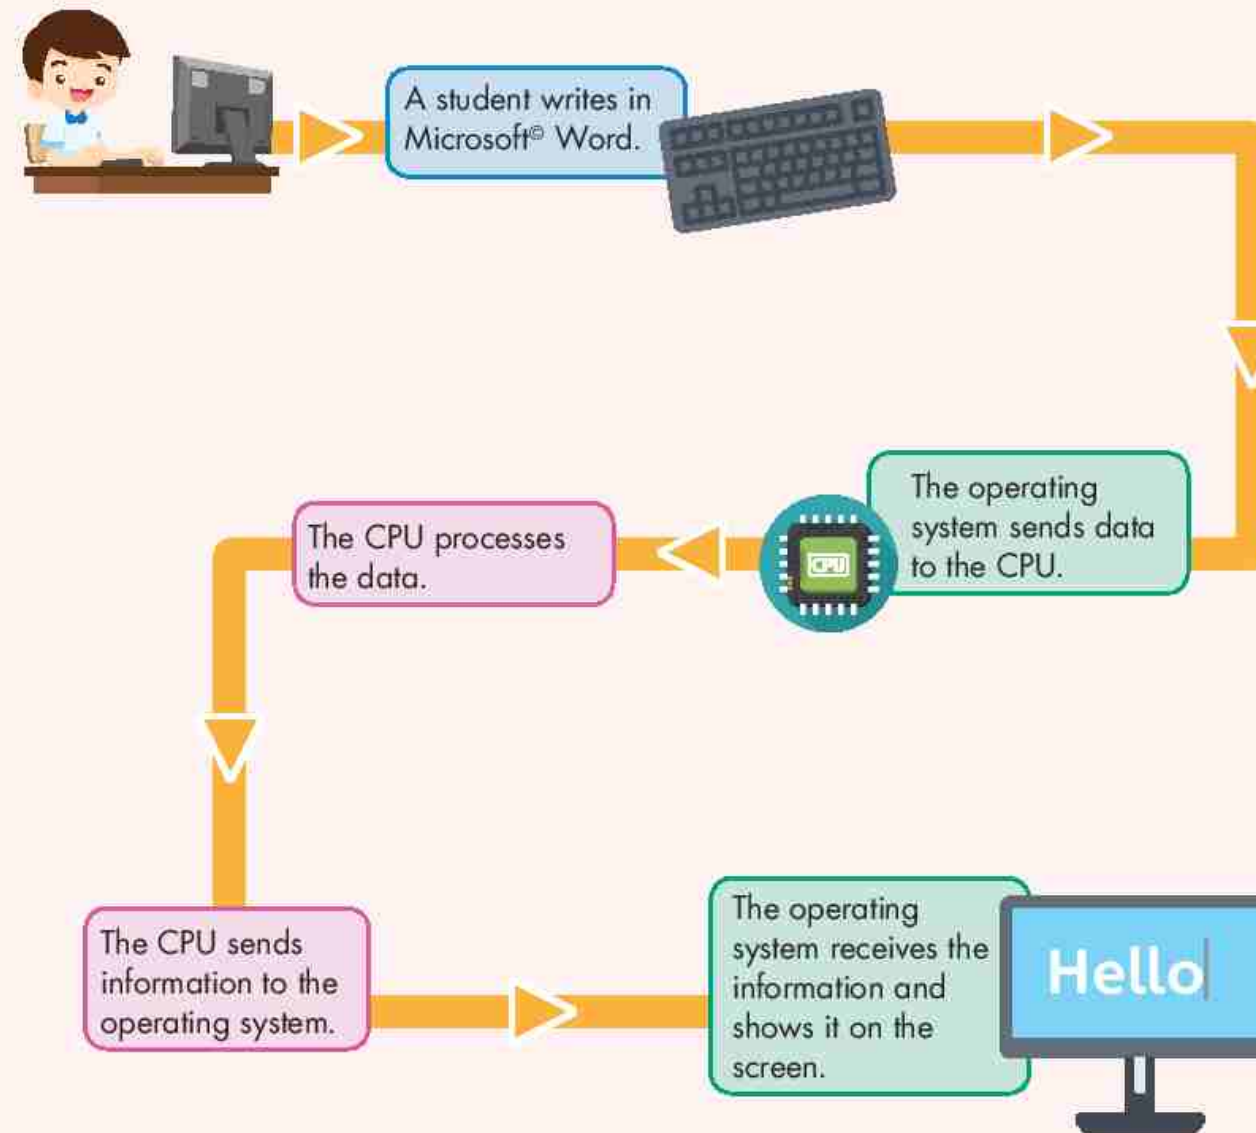 A student writes in
Microsoft© Word.
The operating
system sends data
to the CPU.
CPU
The CPU processes
the data.
The CPU sends
information to the
operating system.
The operating
system receives the
information and
shows it on the
screen.
Hello